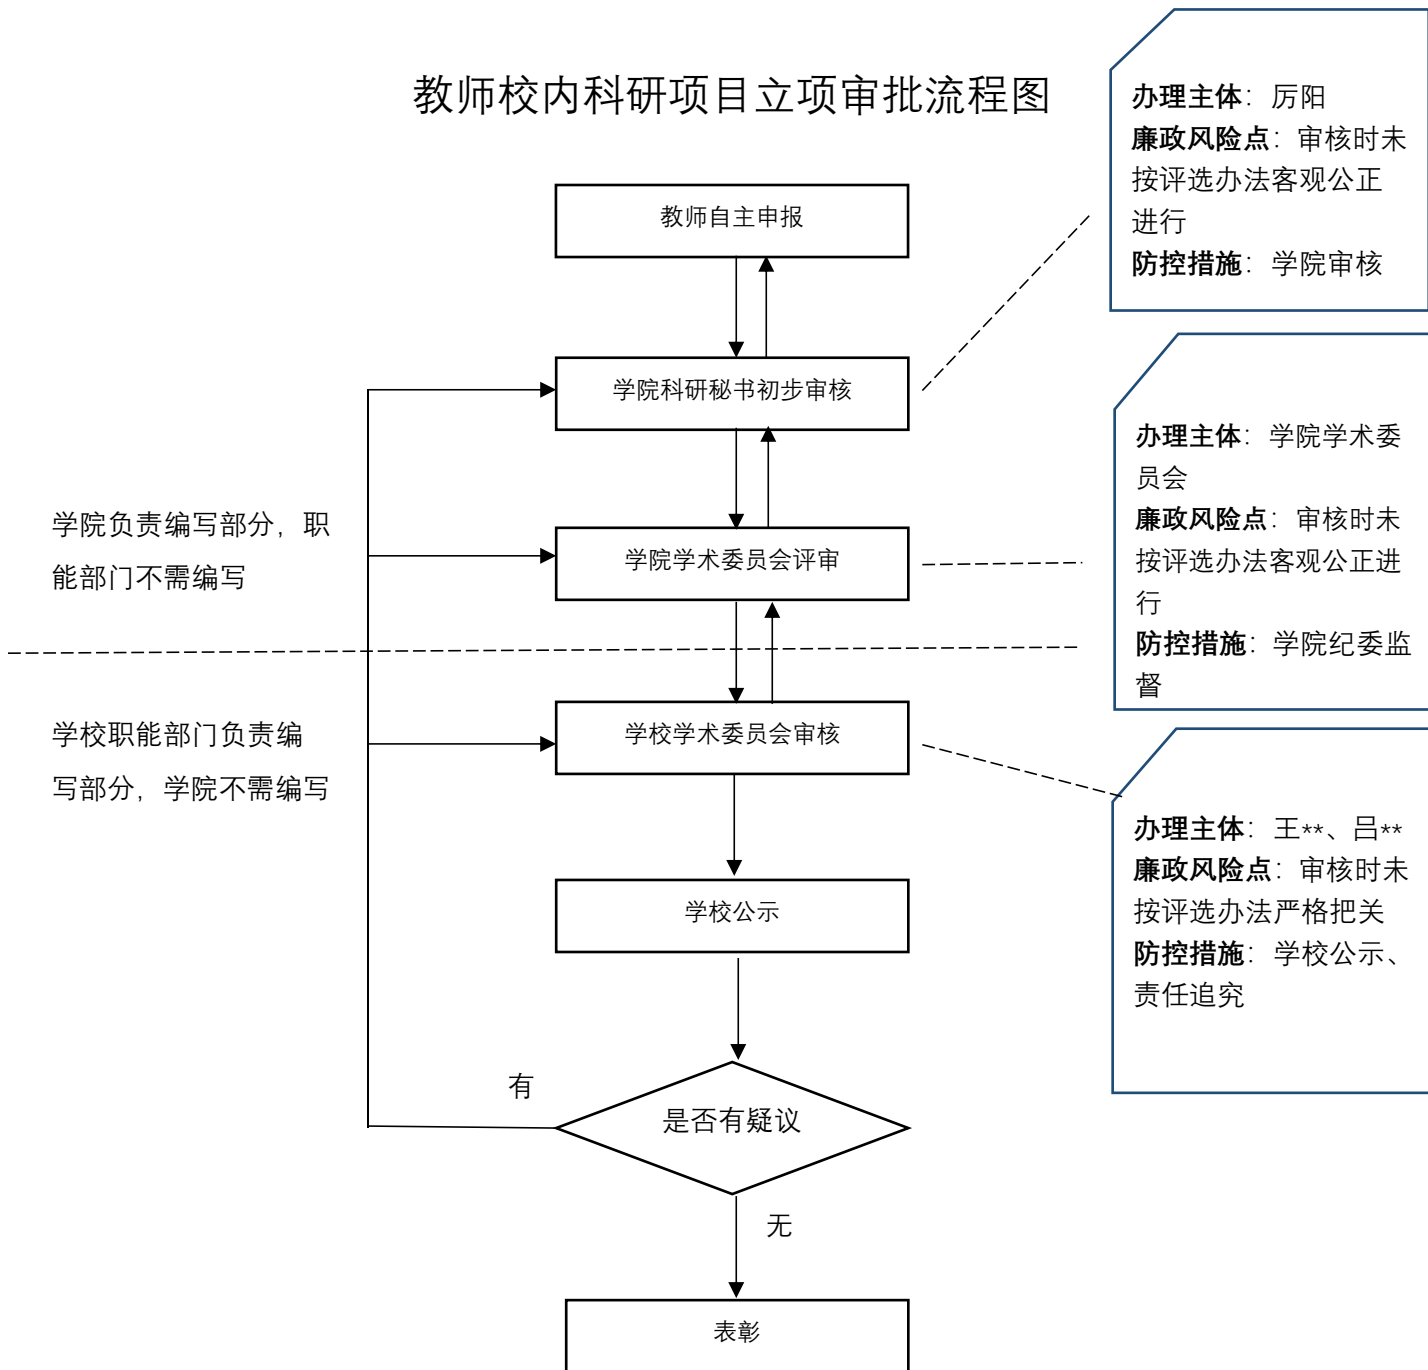 教师校内科研项目立项审批流程图
办理主体：厉阳
廉政风险点：审核时未
按评选办法客观公正
进行
防控措施：学院审核
教师自主申报
学院科研秘书初步审核
办理主体：学院学术委
员会
廉政风险点：审核时未
按评选办法客观公正进
行
防控措施：学院纪委监
督
学院负责编写部分，职
能部门不需编写
学院学术委员会评审
学校职能部门负责编
写部分，学院不需编写
学校学术委员会审核
办理主体：王**、吕**
廉政风险点：审核时未
按评选办法严格把关
防控措施：学校公示、
责任追究
学校公示
有
是否有疑议
无
表彰